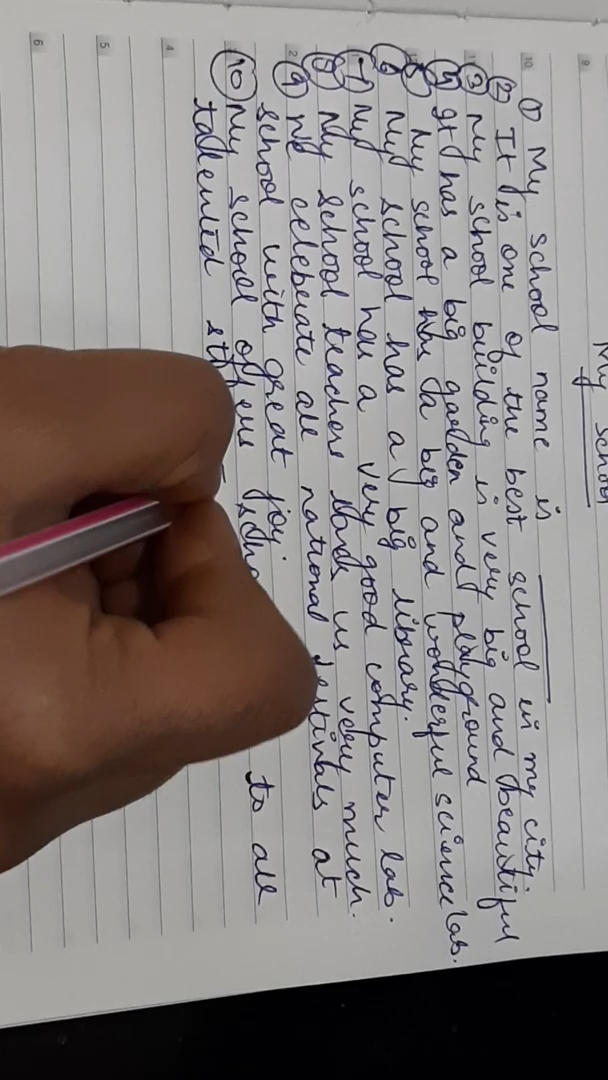 My School
① My school name is
② It is one of the best school in my city.
③ My school building is very big and beautiful
④ It has a big garden and playground
⑤ My school has a big and wonderful science lab.
⑥ My school has a big library.
⑦ My school has a very good computer lab.
⑧ My school teachers loves us very much.
⑨ We celebrate all national festivals at
school with great joy.
⑩ My school offers to all
talented